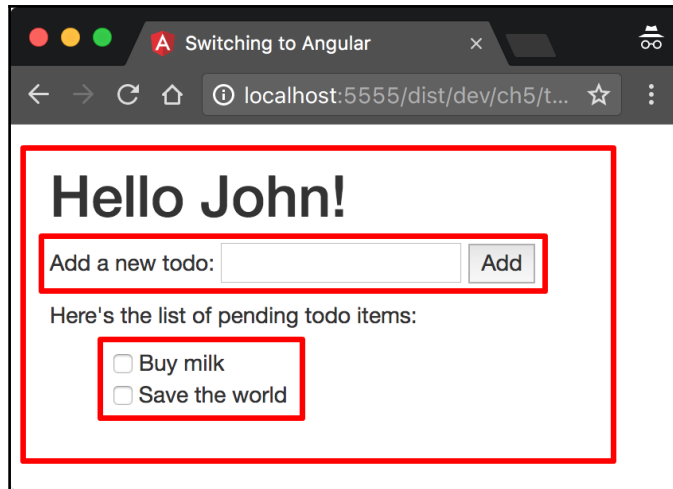 Switching to Angular
localhost:5555/dist/dev/ch5/t...
Hello John!
Add a new todo: Add
Here's the list of pending todo items:
Buy milk
Save the world